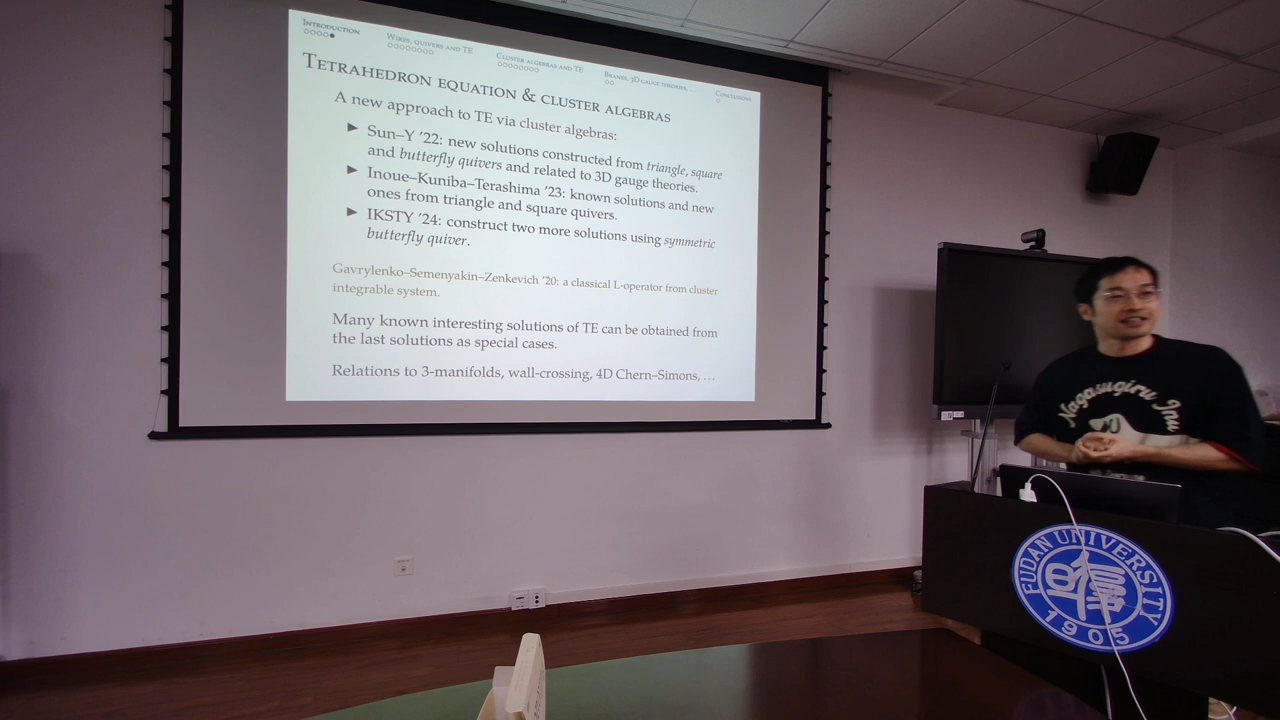 INTRODUCTION
WIRES, QUIVERS AND TE
CLUSTER ALGEBRAS AND TE
BRANES, 3D GAUGE THEORIES, ...
CONCLUSIONS
TETRAHEDRON EQUATION & CLUSTER ALGEBRAS
A new approach to TE via cluster algebras:
▶ Sun–Y '22: new solutions constructed from triangle, square
and butterfly quivers and related to 3D gauge theories.
▶ Inoue–Kuniba–Terashima '23: known solutions and new
ones from triangle and square quivers.
▶ IKSTY '24: construct two more solutions using symmetric
butterfly quiver.
Gavrylenko–Semenyakin–Zenkevich '20: a classical L-operator from cluster
integrable system.
Many known interesting solutions of TE can be obtained from
the last solutions as special cases.
Relations to 3-manifolds, wall-crossing, 4D Chern–Simons, ...
Nagasugiru Inu
FUDAN UNIVERSITY
1905